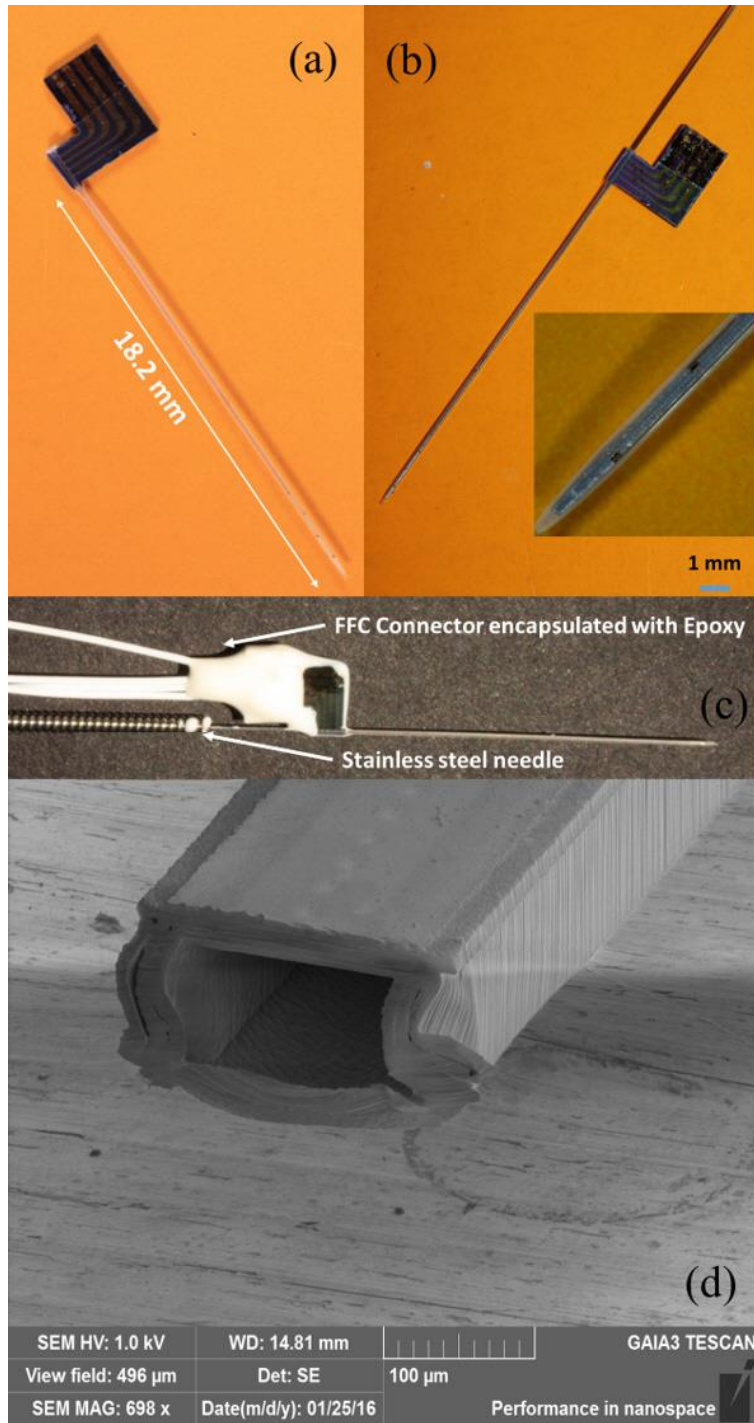 (a)
(b)
18.2 mm
1 mm
FFC Connector encapsulated with Epoxy
(c)
Stainless steel needle
(d)
SEM HV: 1.0 kV WD: 14.81 mm GAIA3 TESCAN
View field: 496 µm Det: SE 100 µm
SEM MAG: 698 x Date(m/d/y): 01/25/16 Performance in nanospace